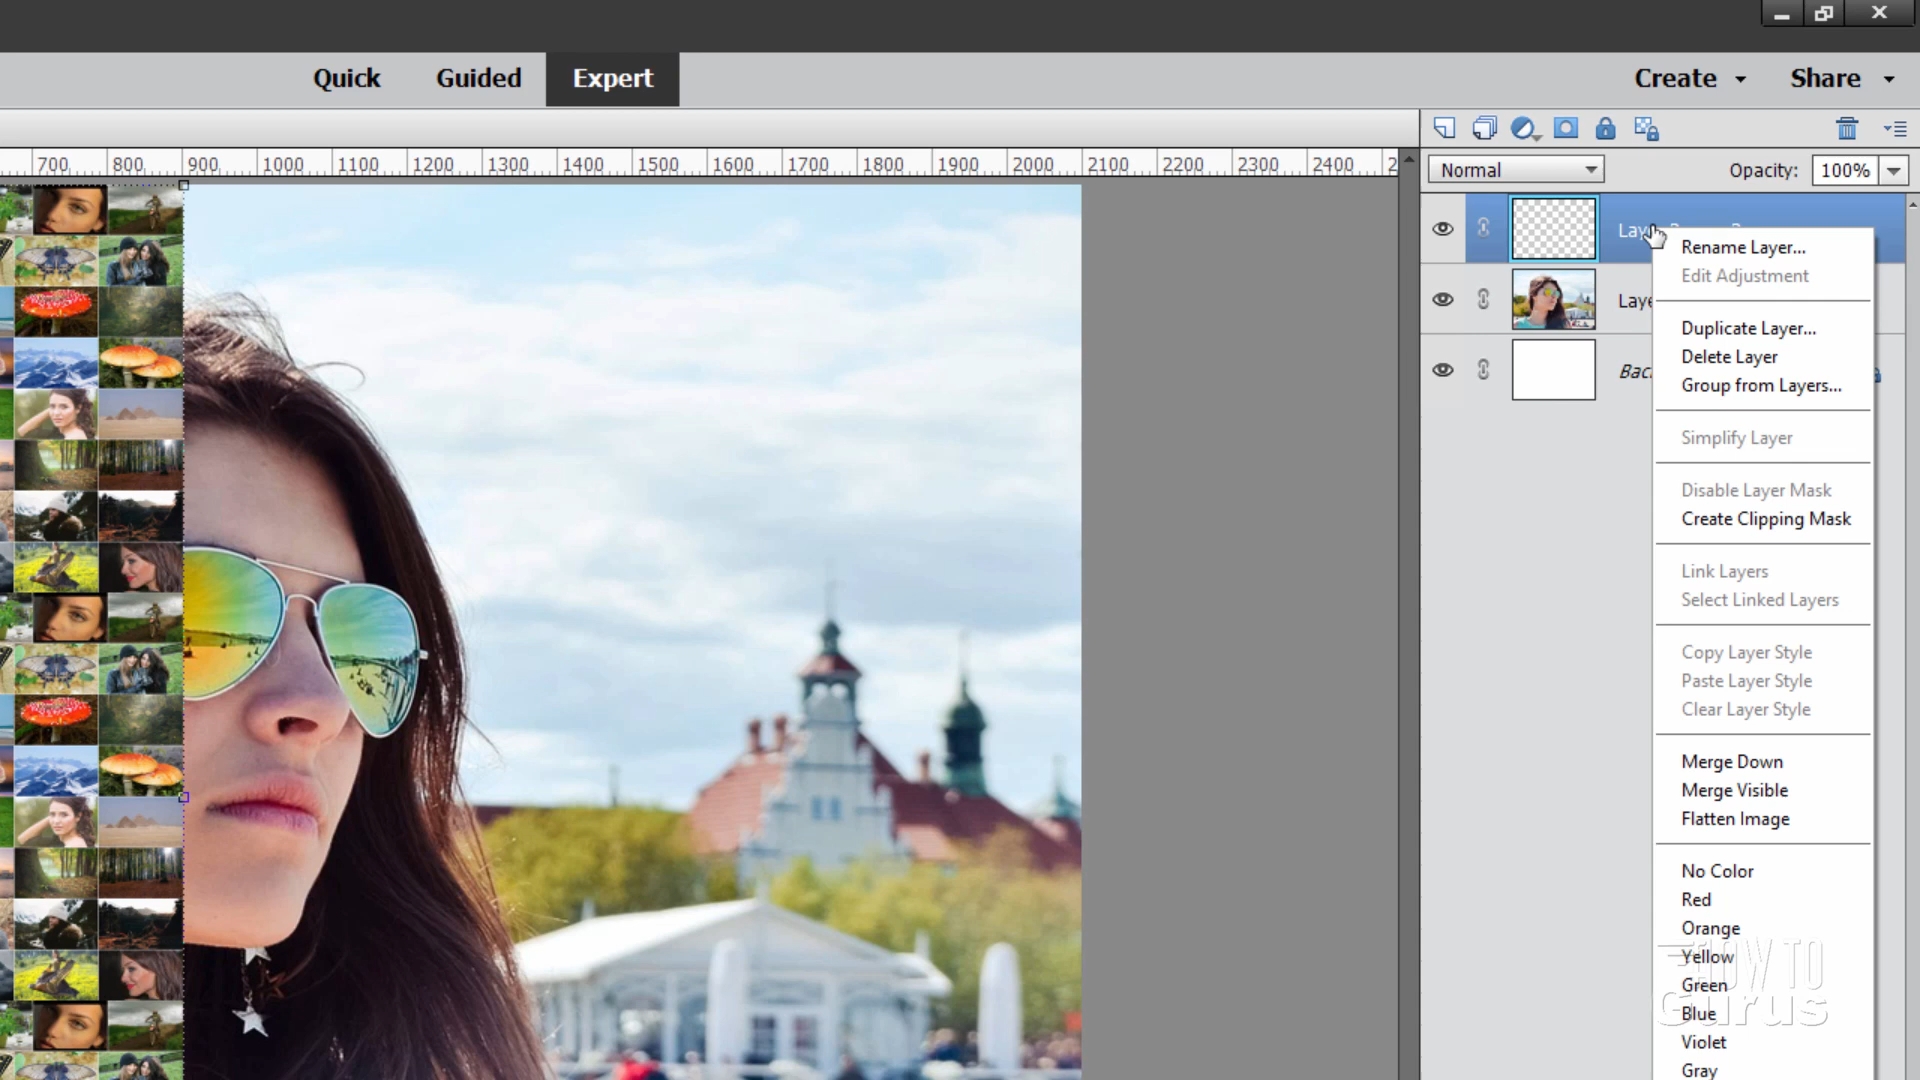 Quick Guided Expert Create Share
700 800 900 1000 1100 1200 1300 1400 1500 1600 1700 1800 1900 2000 2100 2200 2300 2400
Normal Opacity: 100%
Rename Layer...
Edit Adjustment
Duplicate Layer...
Delete Layer
Group from Layers...
Simplify Layer
Disable Layer Mask
Create Clipping Mask
Link Layers
Select Linked Layers
Copy Layer Style
Paste Layer Style
Clear Layer Style
Merge Down
Merge Visible
Flatten Image
No Color
Red
Orange
Yellow
Green
Blue
Violet
Gray
HOW TO
Gurus